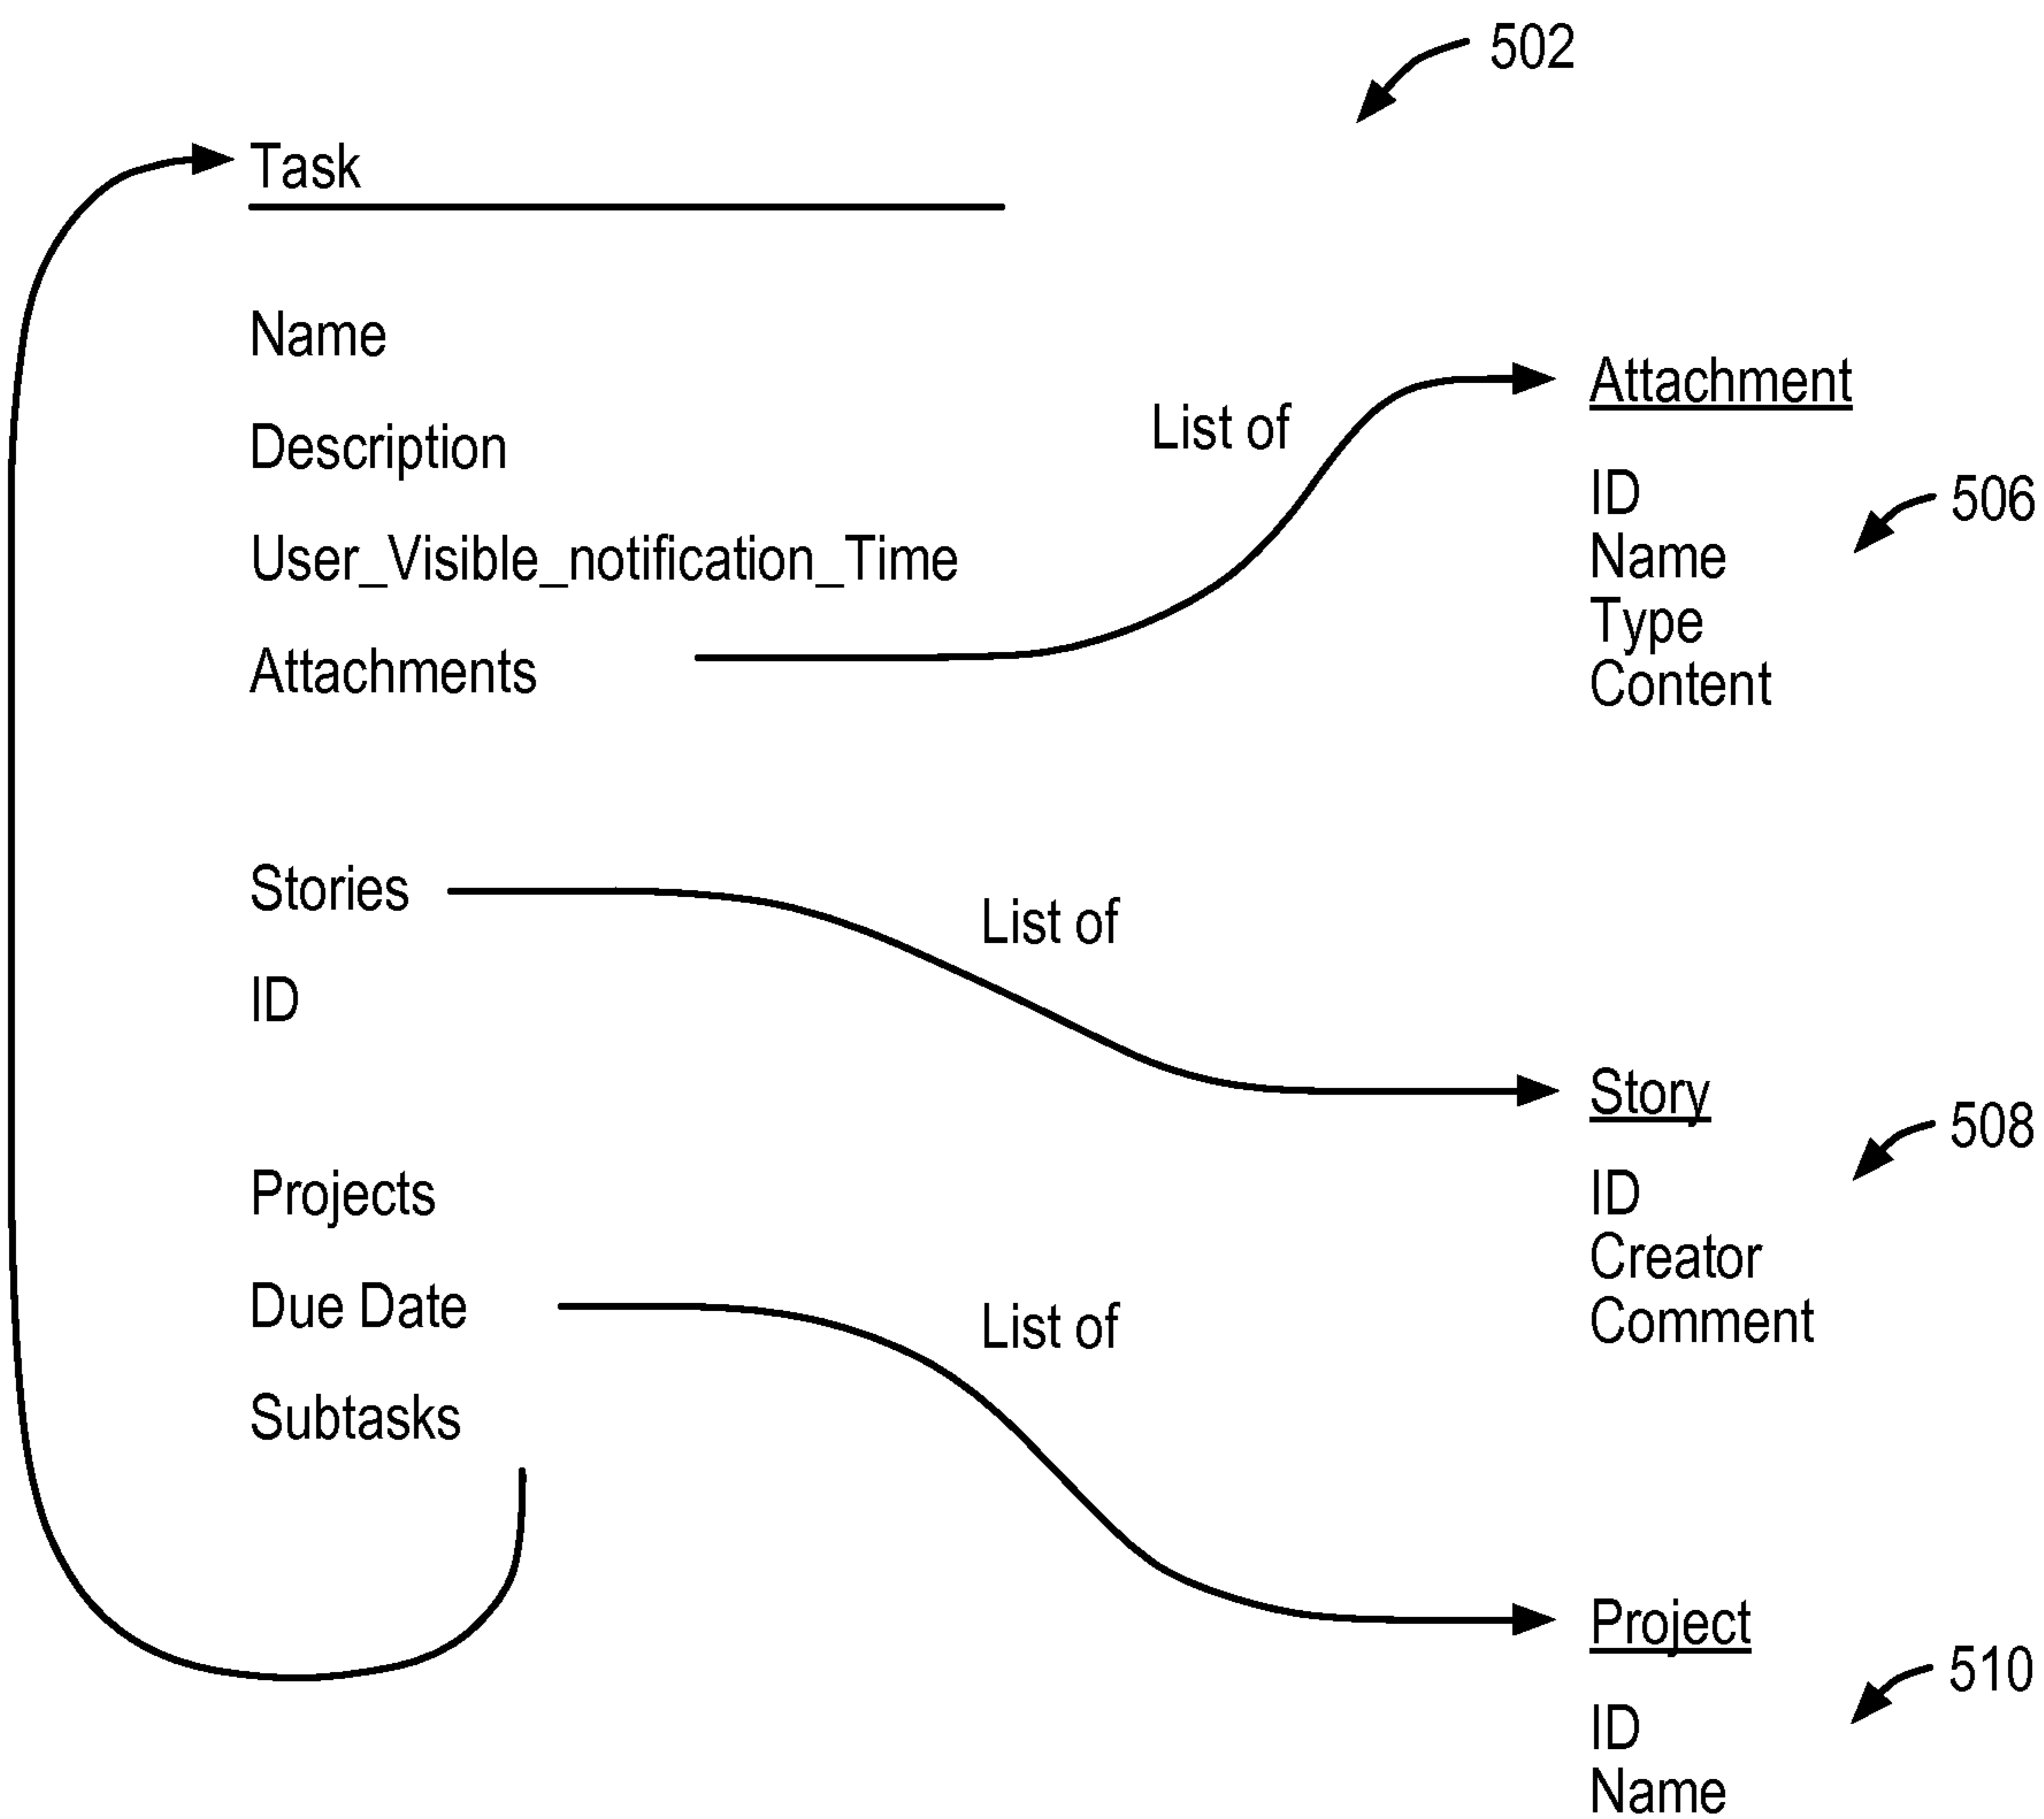 502
Task
Name
Description
User_Visible_notification_Time
Attachments
Stories
ID
Projects
Due Date
Subtasks
List of
Attachment
ID
506
Name
Type
Content
List of
Story
508
ID
Creator
Comment
List of
Project
510
ID
Name